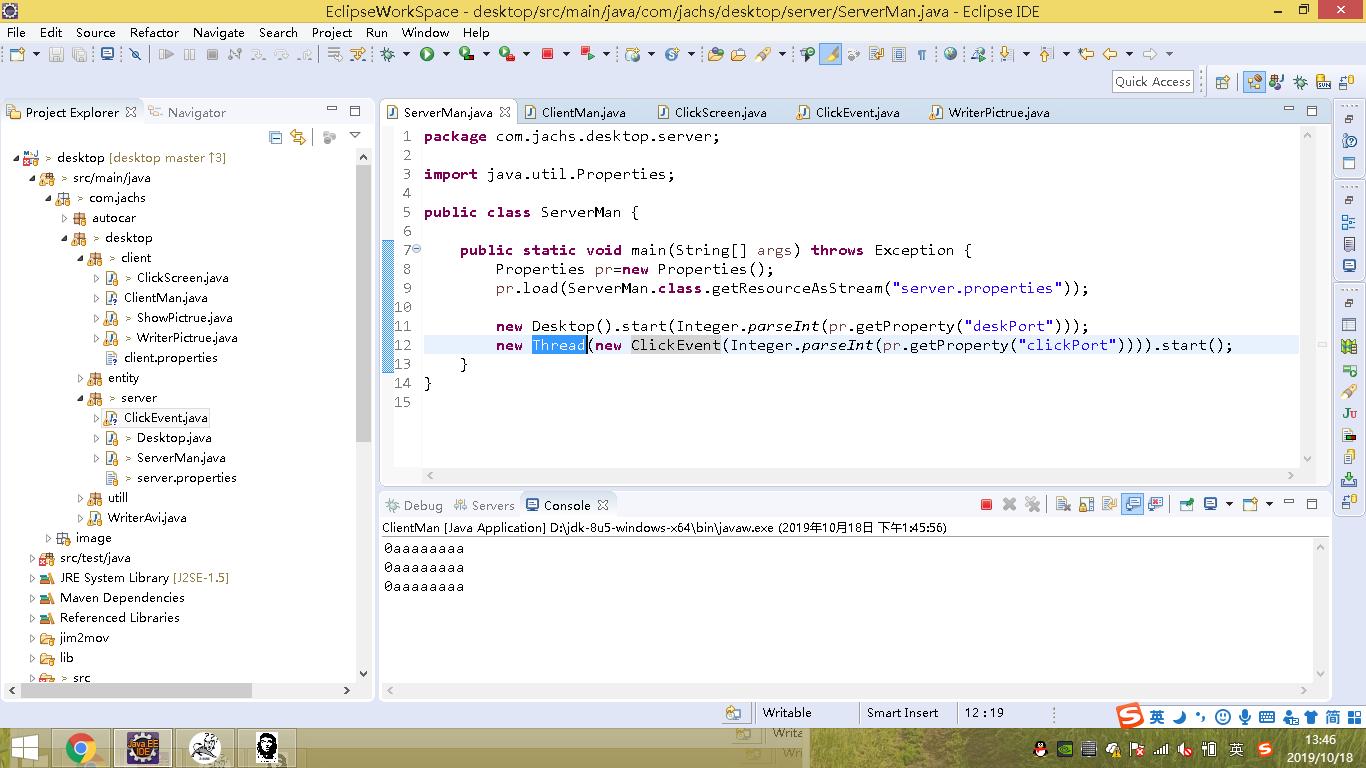 EclipseWorkSpace - desktop/src/main/java/com/jachs/desktop/server/ServerMan.java - Eclipse IDE
File Edit Source Refactor Navigate Search Project Run Window Help
Quick Access
Project Explorer
Navigator
> desktop [desktop master ↑3]
> src/main/java
> com.jachs
autocar
> desktop
> client
> ClickScreen.java
ClientMan.java
> ShowPictrue.java
> WriterPictrue.java
client.properties
entity
> server
ClickEvent.java
> Desktop.java
> ServerMan.java
> server.properties
utill
WriterAvi.java
image
src/test/java
JRE System Library [J2SE-1.5]
Maven Dependencies
Referenced Libraries
jim2mov
lib
> src
ServerMan.java ClientMan.java ClickScreen.java ClickEvent.java WriterPictrue.java
1 package com.jachs.desktop.server;
2
3 import java.util.Properties;
4
5 public class ServerMan {
6
7 public static void main(String[] args) throws Exception {
8 Properties pr=new Properties();
9 pr.load(ServerMan.class.getResourceAsStream("server.properties"));
10
11 new Desktop().start(Integer.parseInt(pr.getProperty("deskPort")));
12 new Thread(new ClickEvent(Integer.parseInt(pr.getProperty("clickPort")))).start();
13 }
14 }
15
Debug Servers Console
ClientMan [Java Application] D:\jdk-8u5-windows-x64\bin\javaw.exe (2019年10月18日 下午1:45:56)
0aaaaaaaa
0aaaaaaaa
0aaaaaaaa
Writable Smart Insert 12 : 19
英 简
Java EE IDE
英
13:46
2019/10/18